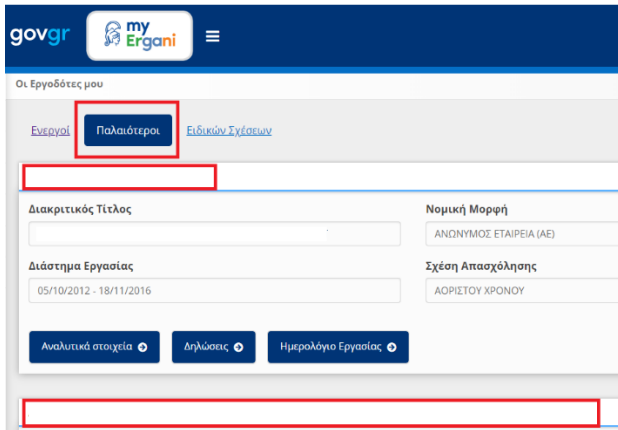 govgr my Ergani
Οι Εργοδότες μου
Ενεργοί Παλαιότεροι Ειδικών Σχέσεων
Διακριτικός Τίτλος Νομική Μορφή
ΑΝΩΝΥΜΟΣ ΕΤΑΙΡΕΙΑ (ΑΕ)
Διάστημα Εργασίας Σχέση Απασχόλησης
05/10/2012 - 18/11/2016 ΑΟΡΙΣΤΟΥ ΧΡΟΝΟΥ
Αναλυτικά στοιχεία Δηλώσεις Ημερολόγιο Εργασίας